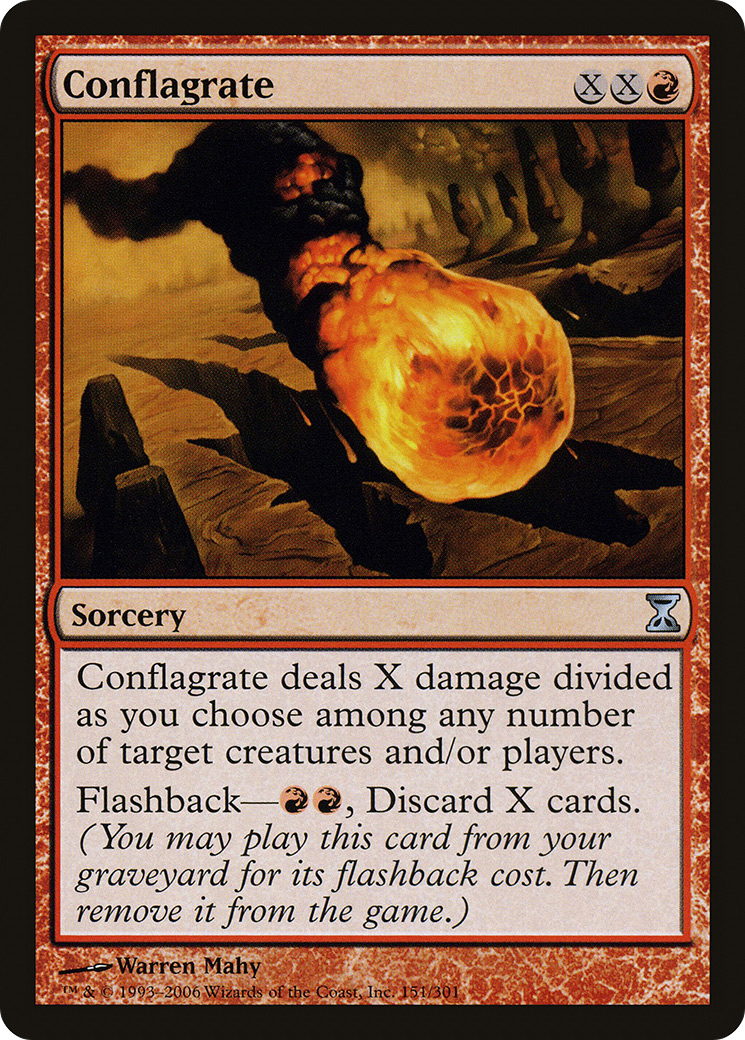 Conflagrate XX
Sorcery
Conflagrate deals X damage divided
as you choose among any number
of target creatures and/or players.
Flashback—, Discard X cards.
(You may play this card from your
graveyard for its flashback cost. Then
remove it from the game.)
Warren Mahy
™ & © 1993–2006 Wizards of the Coast, Inc. 151/301